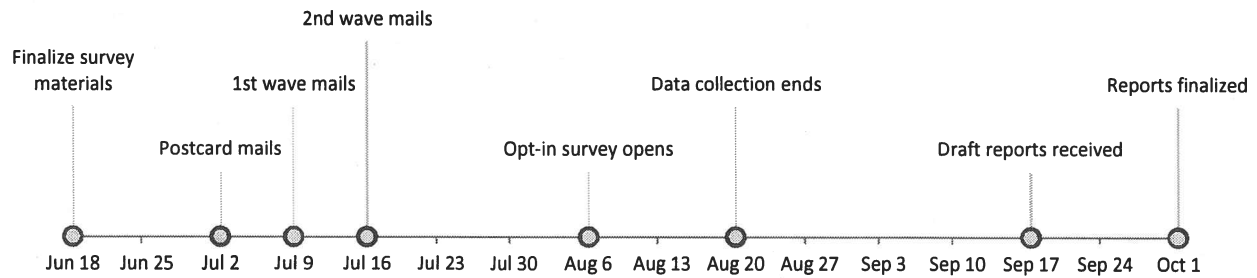 2nd wave mails
Finalize survey
materials
1st wave mails
Data collection ends
Reports finalized
Postcard mails
Opt-in survey opens
Draft reports received
Jun 18 Jun 25 Jul 2 Jul 9 Jul 16 Jul 23 Jul 30 Aug 6 Aug 13 Aug 20 Aug 27 Sep 3 Sep 10 Sep 17 Sep 24 Oct 1